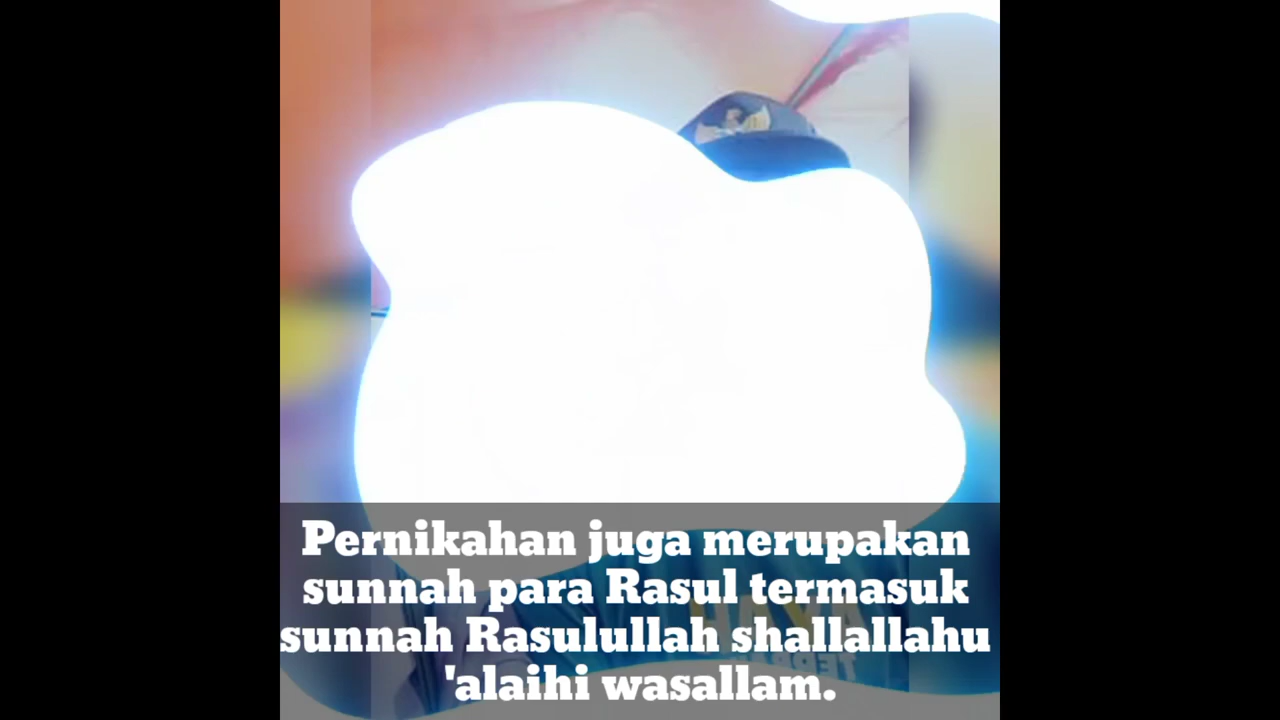 Pernikahan juga merupakan
sunnah para Rasul termasuk
sunnah Rasulullah shallallahu
'alaihi wasallam.